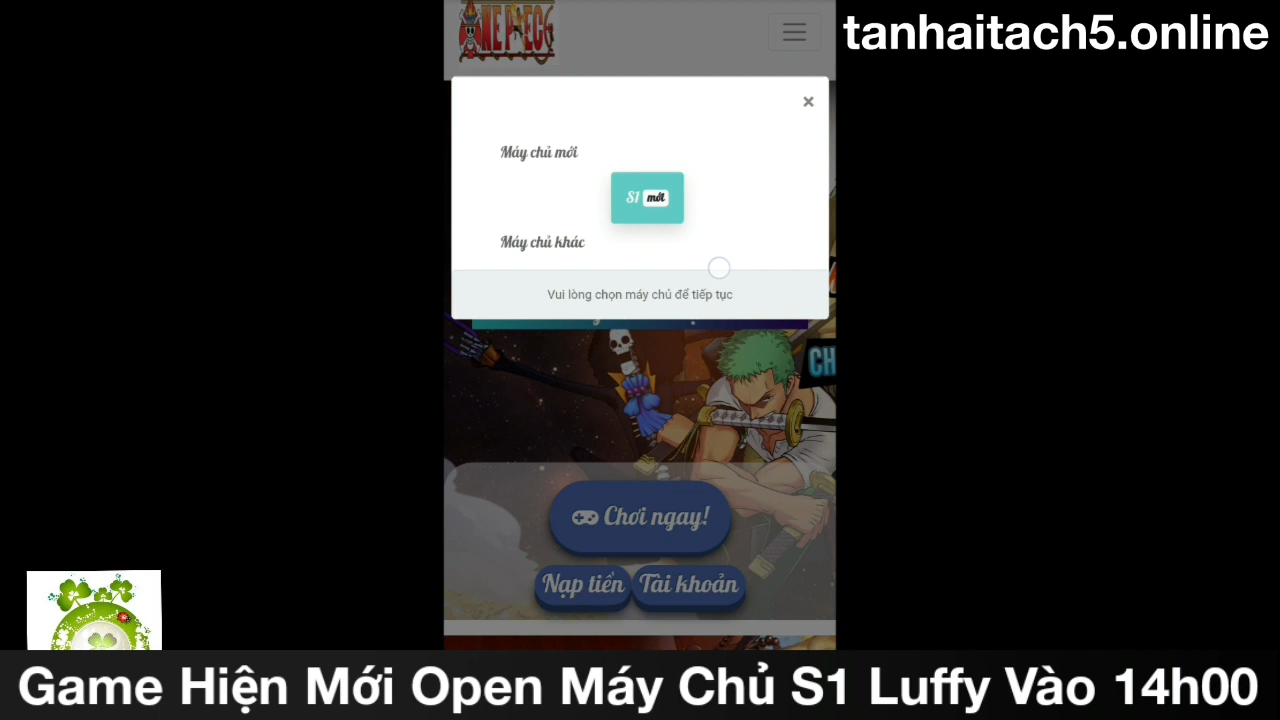 tanhaitach5.online
×
Máy chủ mới
S1 mới
Máy chủ khác
Vui lòng chọn máy chủ để tiếp tục
CH
Chơi ngay!
Nạp tiền
Tài khoản
Game Hiện Mới Open Máy Chủ S1 Luffy Vào 14h00